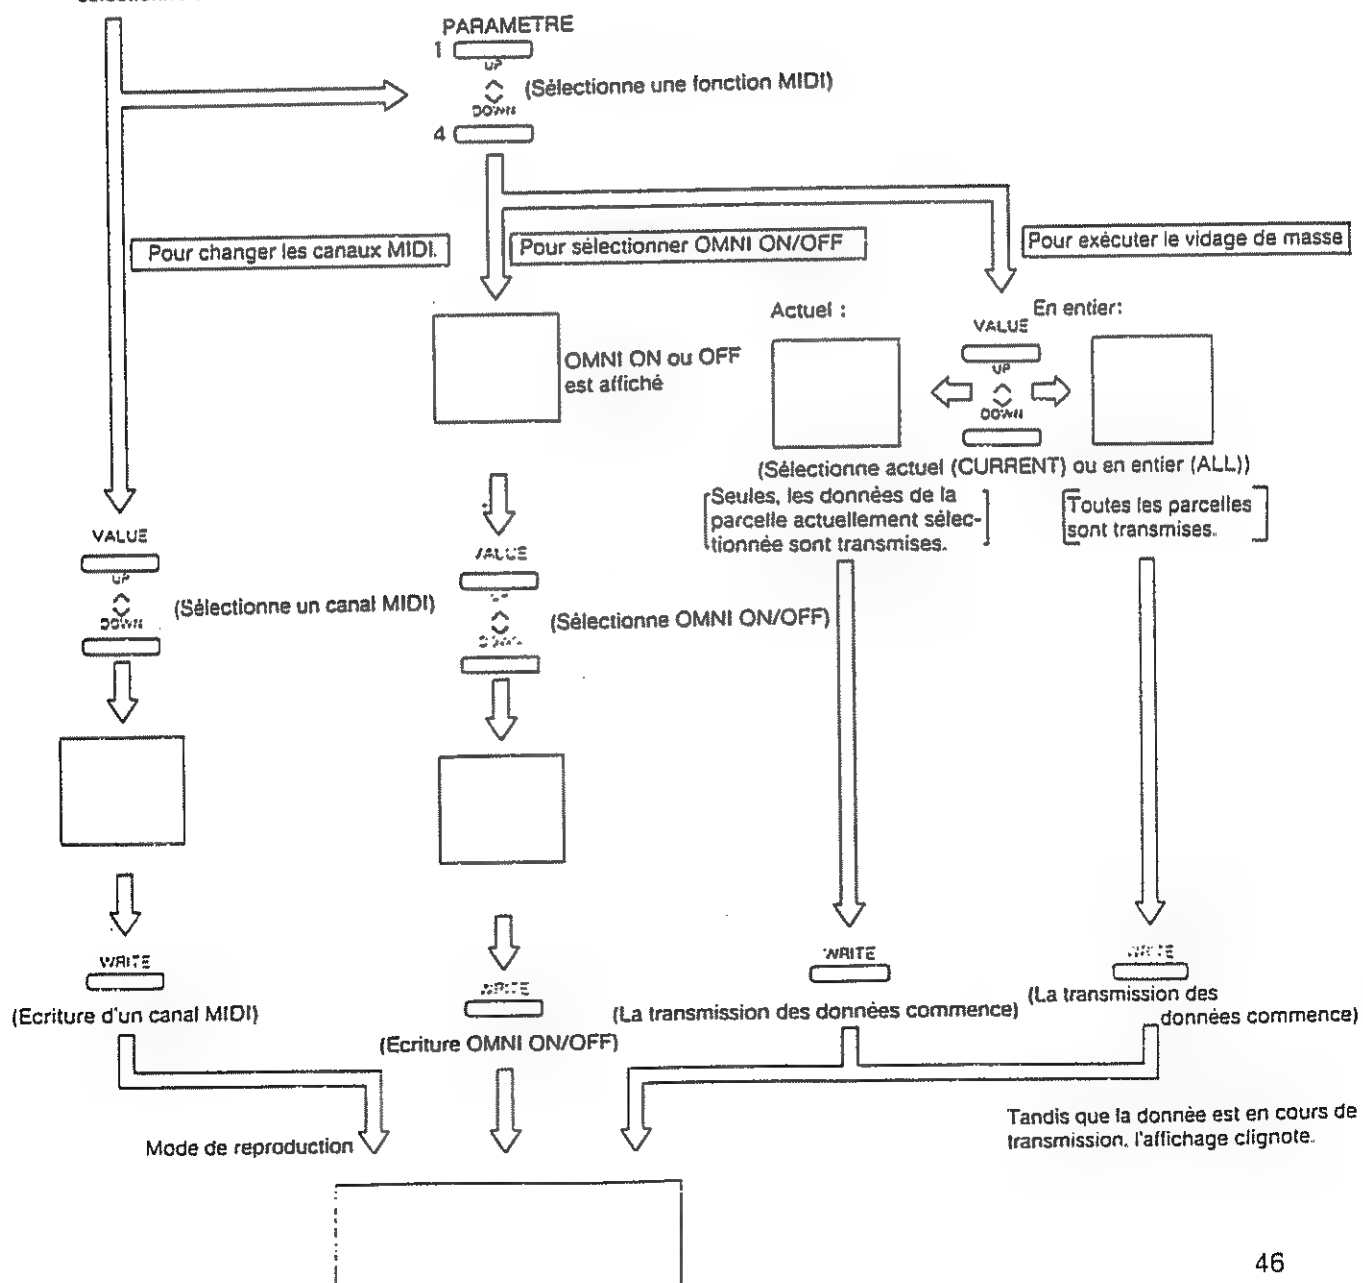 PARAMETRE
1
UP
(Sélectionne une fonction MIDI)
DOWN
4
Pour changer les canaux MIDI.
Pour sélectionner OMNI ON/OFF
Pour exécuter le vidage de masse
Actuel :
En entier:
VALUE
UP
DOWN
OMNI ON ou OFF
est affiché
(Sélectionne actuel (CURRENT) ou en entier (ALL))
Seules, les données de la
parcelle actuellement sélec-
tionnée sont transmises.
Toutes les parcelles
sont transmises.
VALUE
UP
DOWN
(Sélectionne un canal MIDI)
VALUE
UP
DOWN
(Sélectionne OMNI ON/OFF)
WRITE
(Ecriture d'un canal MIDI)
WRITE
(Ecriture OMNI ON/OFF)
WRITE
(La transmission des données commence)
WRITE
(La transmission des
données commence)
Mode de reproduction
Tandis que la donnée est en cours de
transmission, l'affichage clignote.
46